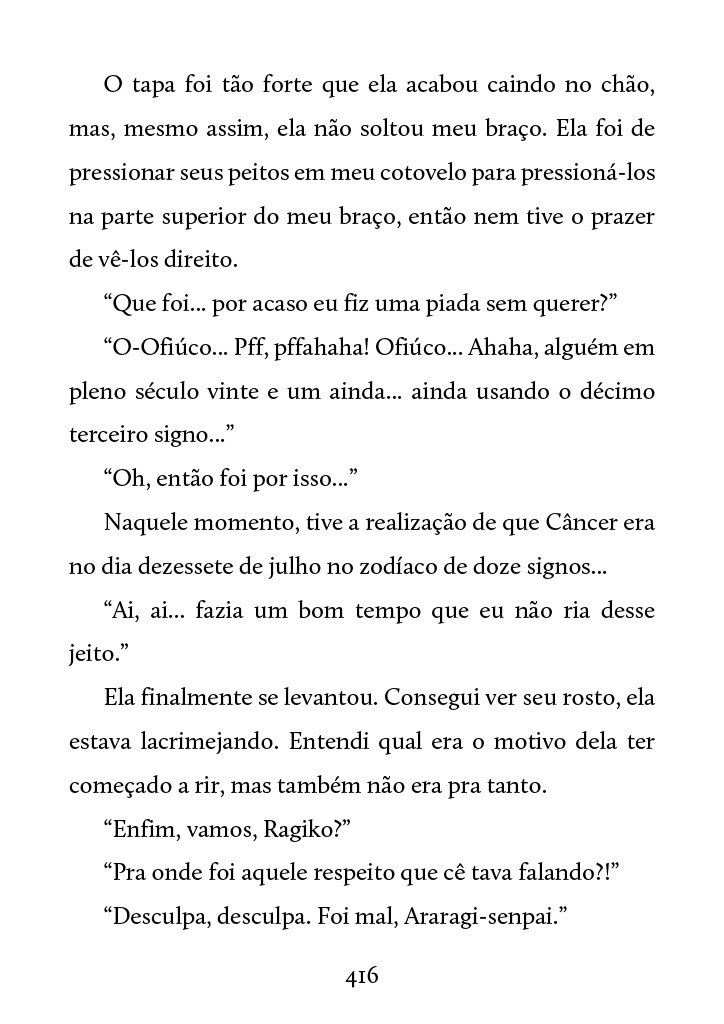 O tapa foi tão forte que ela acabou caindo no chão,
mas, mesmo assim, ela não soltou meu braço. Ela foi de
pressionar seus peitos em meu cotovelo para pressioná-los
na parte superior do meu braço, então nem tive o prazer
de vê-los direito.
“Que foi... por acaso eu fiz uma piada sem querer?”
“O-Ofiúco... Pff, pffahaha! Ofiúco... Ahaha, alguém em
pleno século vinte e um ainda... ainda usando o décimo
terceiro signo...”
“Oh, então foi por isso...”
Naquele momento, tive a realização de que Câncer era
no dia dezessete de julho no zodíaco de doze signos...
“Ai, ai... fazia um bom tempo que eu não ria desse
jeito.”
Ela finalmente se levantou. Consegui ver seu rosto, ela
estava lacrimejando. Entendi qual era o motivo dela ter
começado a rir, mas também não era pra tanto.
“Enfim, vamos, Ragiko?”
“Pra onde foi aquele respeito que cê tava falando?!”
“Desculpa, desculpa. Foi mal, Araragi-senpai.”
416